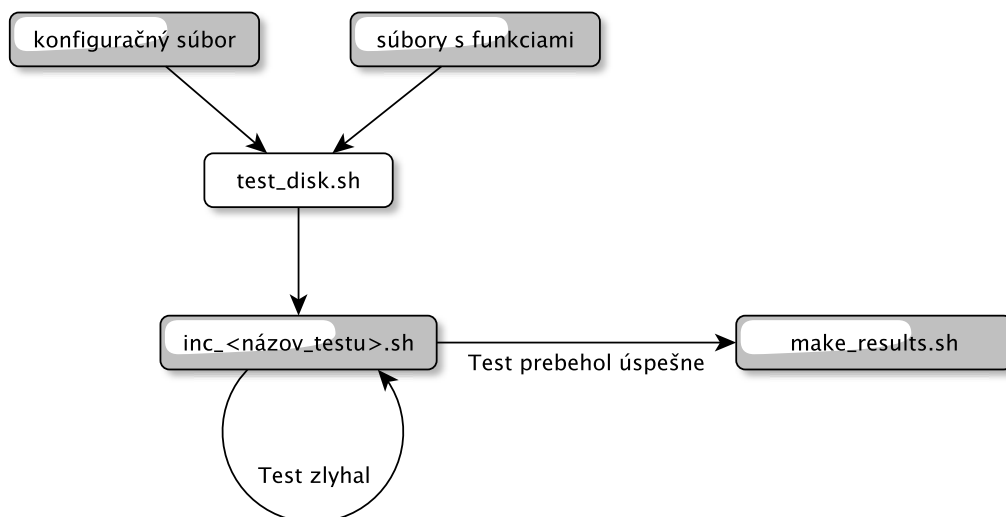 konfiguračný súbor
súbory s funkciami
test_disk.sh
inc_<názov_testu>.sh
Test prebehol úspešne
make_results.sh
Test zlyhal